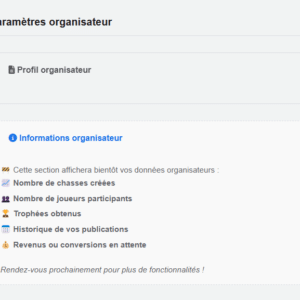 aramètres organisateur
Profil organisateur
Informations organisateur
🚧 Cette section affichera bientôt vos données organisateurs :
📈 Nombre de chasses créées
👥 Nombre de joueurs participants
🏆 Trophées obtenus
📅 Historique de vos publications
💰 Revenus ou conversions en attente
Rendez-vous prochainement pour plus de fonctionnalités !